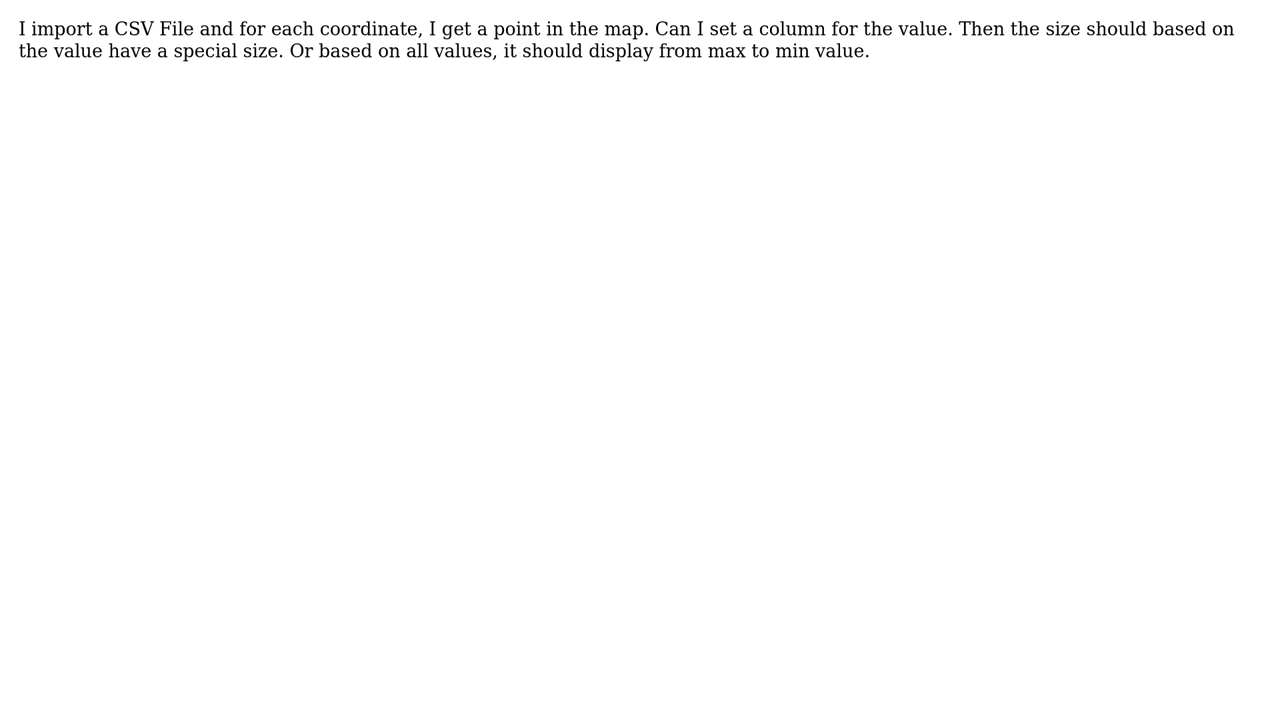 I import a CSV File and for each coordinate, I get a point in the map. Can I set a column for the value. Then the size should based on
the value have a special size. Or based on all values, it should display from max to min value.